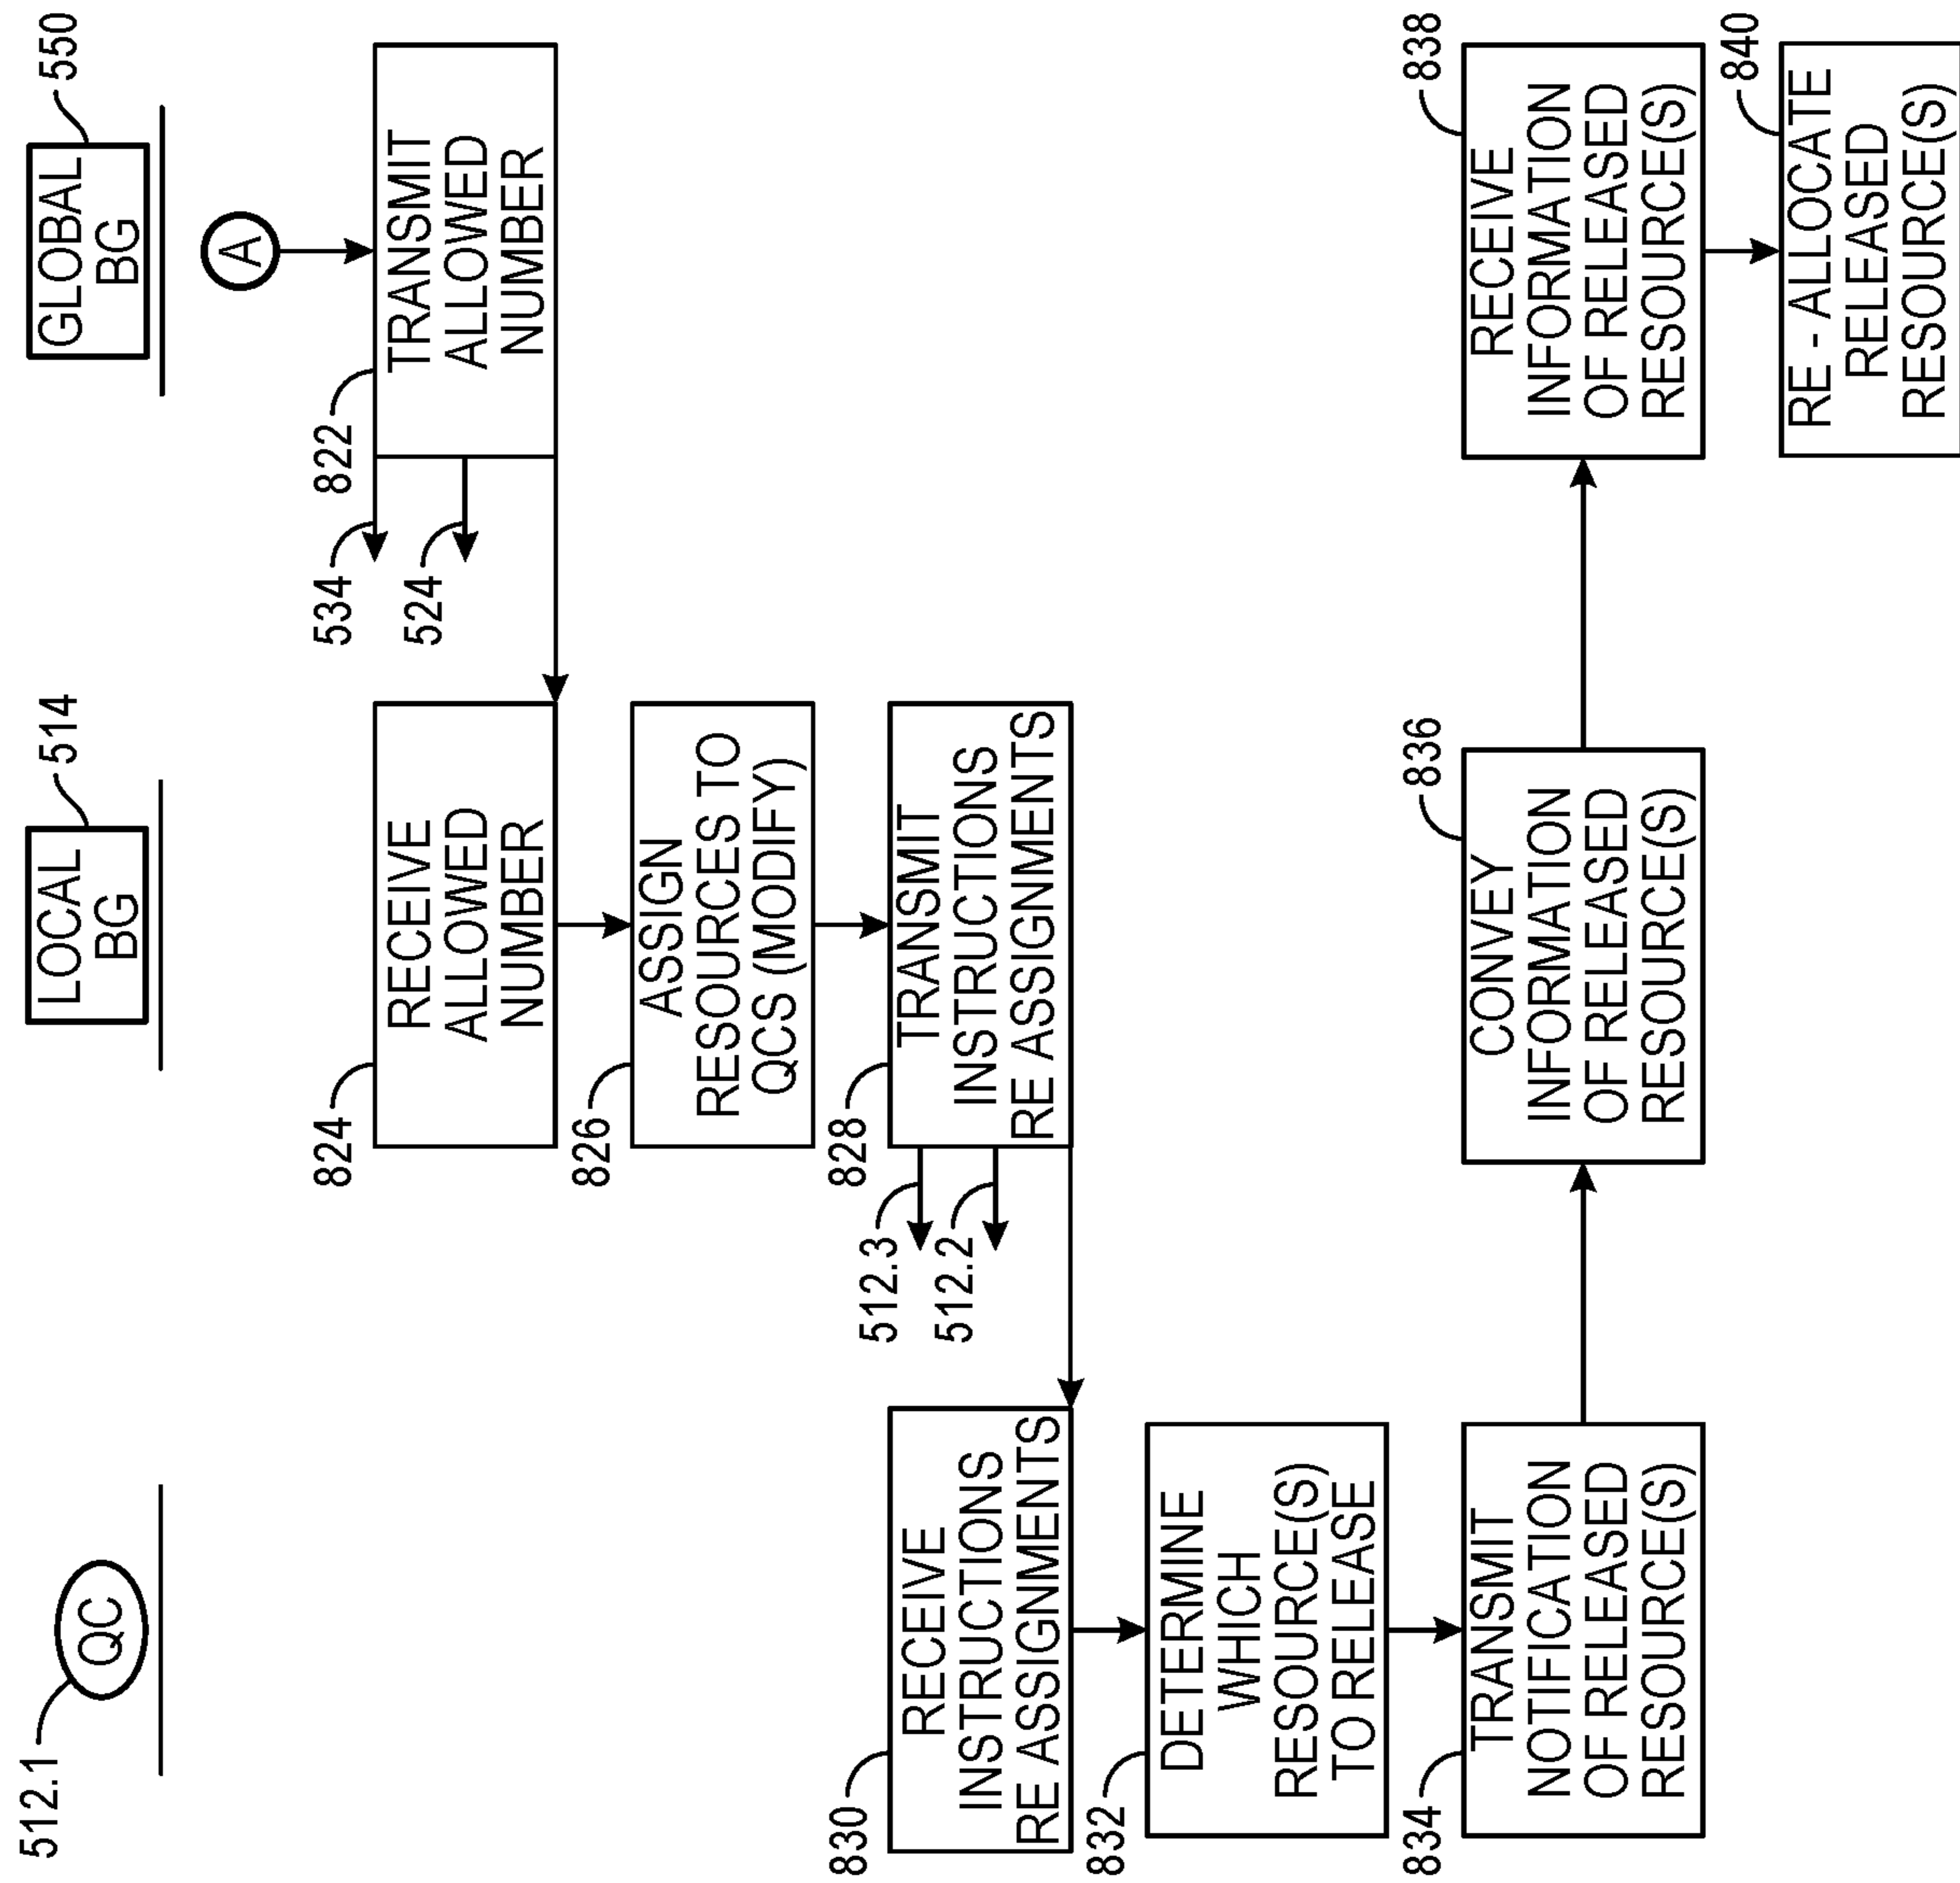 512.1
QC
LOCAL
BG
514
GLOBAL
BG
550
A
822
TRANSMIT
ALLOWED
NUMBER
534
524
824
RECEIVE
ALLOWED
NUMBER
826
ASSIGN
RESOURCES TO
QCS (MODIFY)
828
TRANSMIT
INSTRUCTIONS
RE ASSIGNMENTS
512.3
512.2
830
RECEIVE
INSTRUCTIONS
RE ASSIGNMENTS
832
DETERMINE
WHICH
RESOURCE(S)
TO RELEASE
834
TRANSMIT
NOTIFICATION
OF RELEASED
RESOURCE(S)
836
CONVEY
INFORMATION
OF RELEASED
RESOURCE(S)
838
RECEIVE
INFORMATION
OF RELEASED
RESOURCE(S)
840
RE - ALLOCATE
RELEASED
RESOURCE(S)